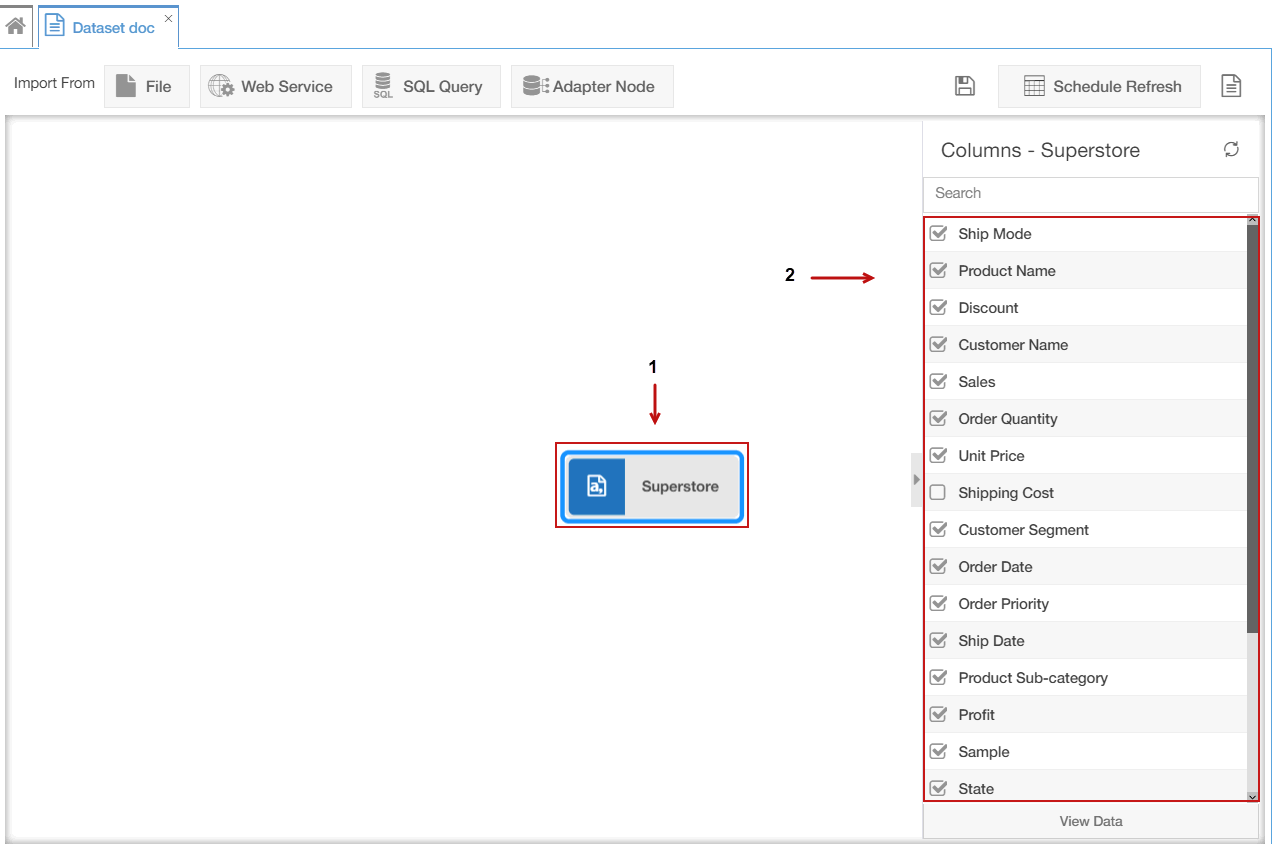 Dataset doc
Import From
File
Web Service
SQL
SQL Query
Adapter Node
Schedule Refresh
Columns - Superstore
Search
Ship Mode
Product Name
2
Discount
Customer Name
1
Sales
Order Quantity
Unit Price
a,
Superstore
Shipping Cost
Customer Segment
Order Date
Order Priority
Ship Date
Product Sub-category
Profit
Sample
State
View Data